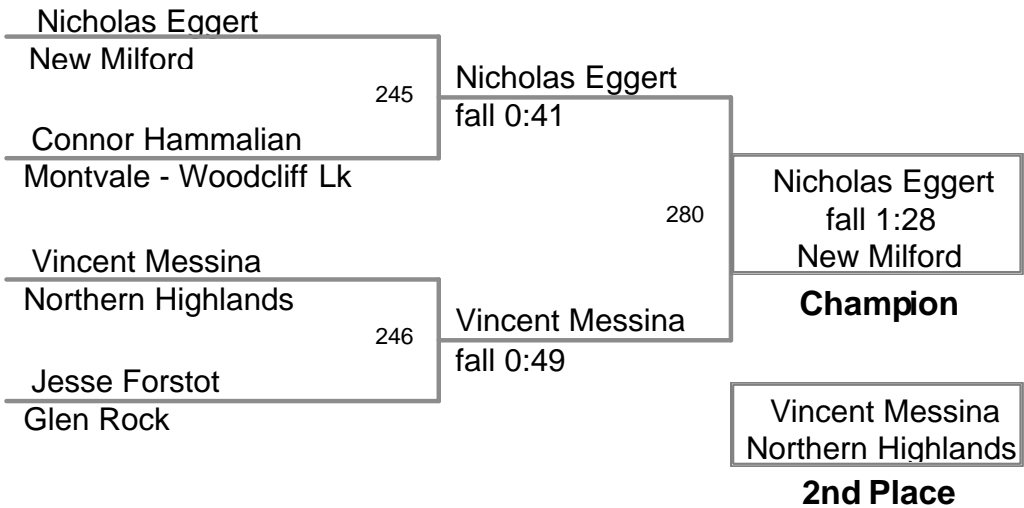 Nicholas Eggert
New Milford
245
Connor Hammalian
Montvale - Woodcliff Lk
Nicholas Eggert
fall 0:41
Vincent Messina
Northern Highlands
246
Jesse Forstot
Glen Rock
Vincent Messina
fall 0:49
280
Nicholas Eggert
fall 1:28
New Milford
Champion
Vincent Messina
Northern Highlands
2nd Place